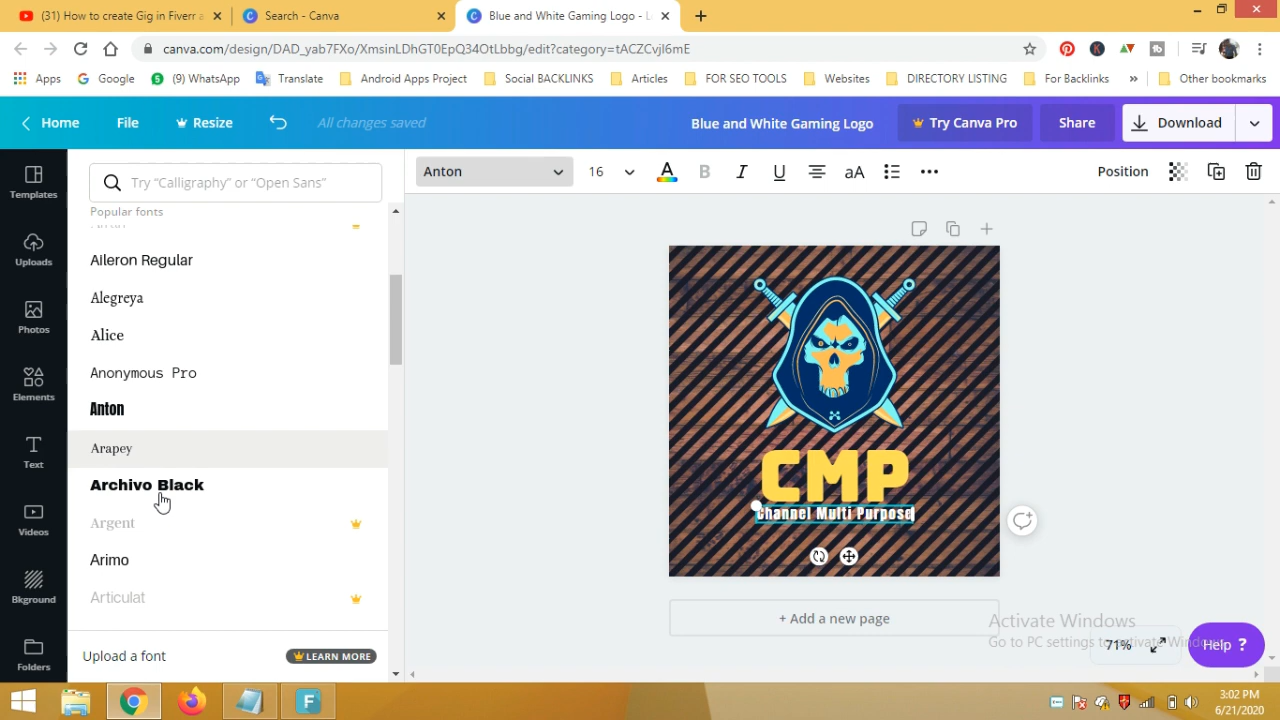 (31) How to create Gig in Fiverr a
Search - Canva
Blue and White Gaming Logo - L
canva.com/design/DAD_yab7FXo/XmsinLDhGT0EpQ34OtLbbg/edit?category=tACZCvjI6mE
Apps
Google
(9) WhatsApp
Translate
Android Apps Project
Social BACKLINKS
Articles
FOR SEO TOOLS
Websites
DIRECTORY LISTING
For Backlinks
»
Other bookmarks
Home
File
Resize
All changes saved
Blue and White Gaming Logo
Try Canva Pro
Share
Download
Templates
Uploads
Photos
Elements
Text
Videos
Bkground
Folders
Try “Calligraphy” or “Open Sans”
Popular fonts
Aileron Regular
Alegreya
Alice
Anonymous Pro
Anton
Arapey
Archivo Black
Argent
Arimo
Articulat
Upload a font
LEARN MORE
Anton
16
A
B
I
U
aA
Position
CMP
Channel Multi Purpose
+ Add a new page
Activate Windows
Go to PC settings to activate Windows.
71%
Help ?
3:02 PM
6/21/2020